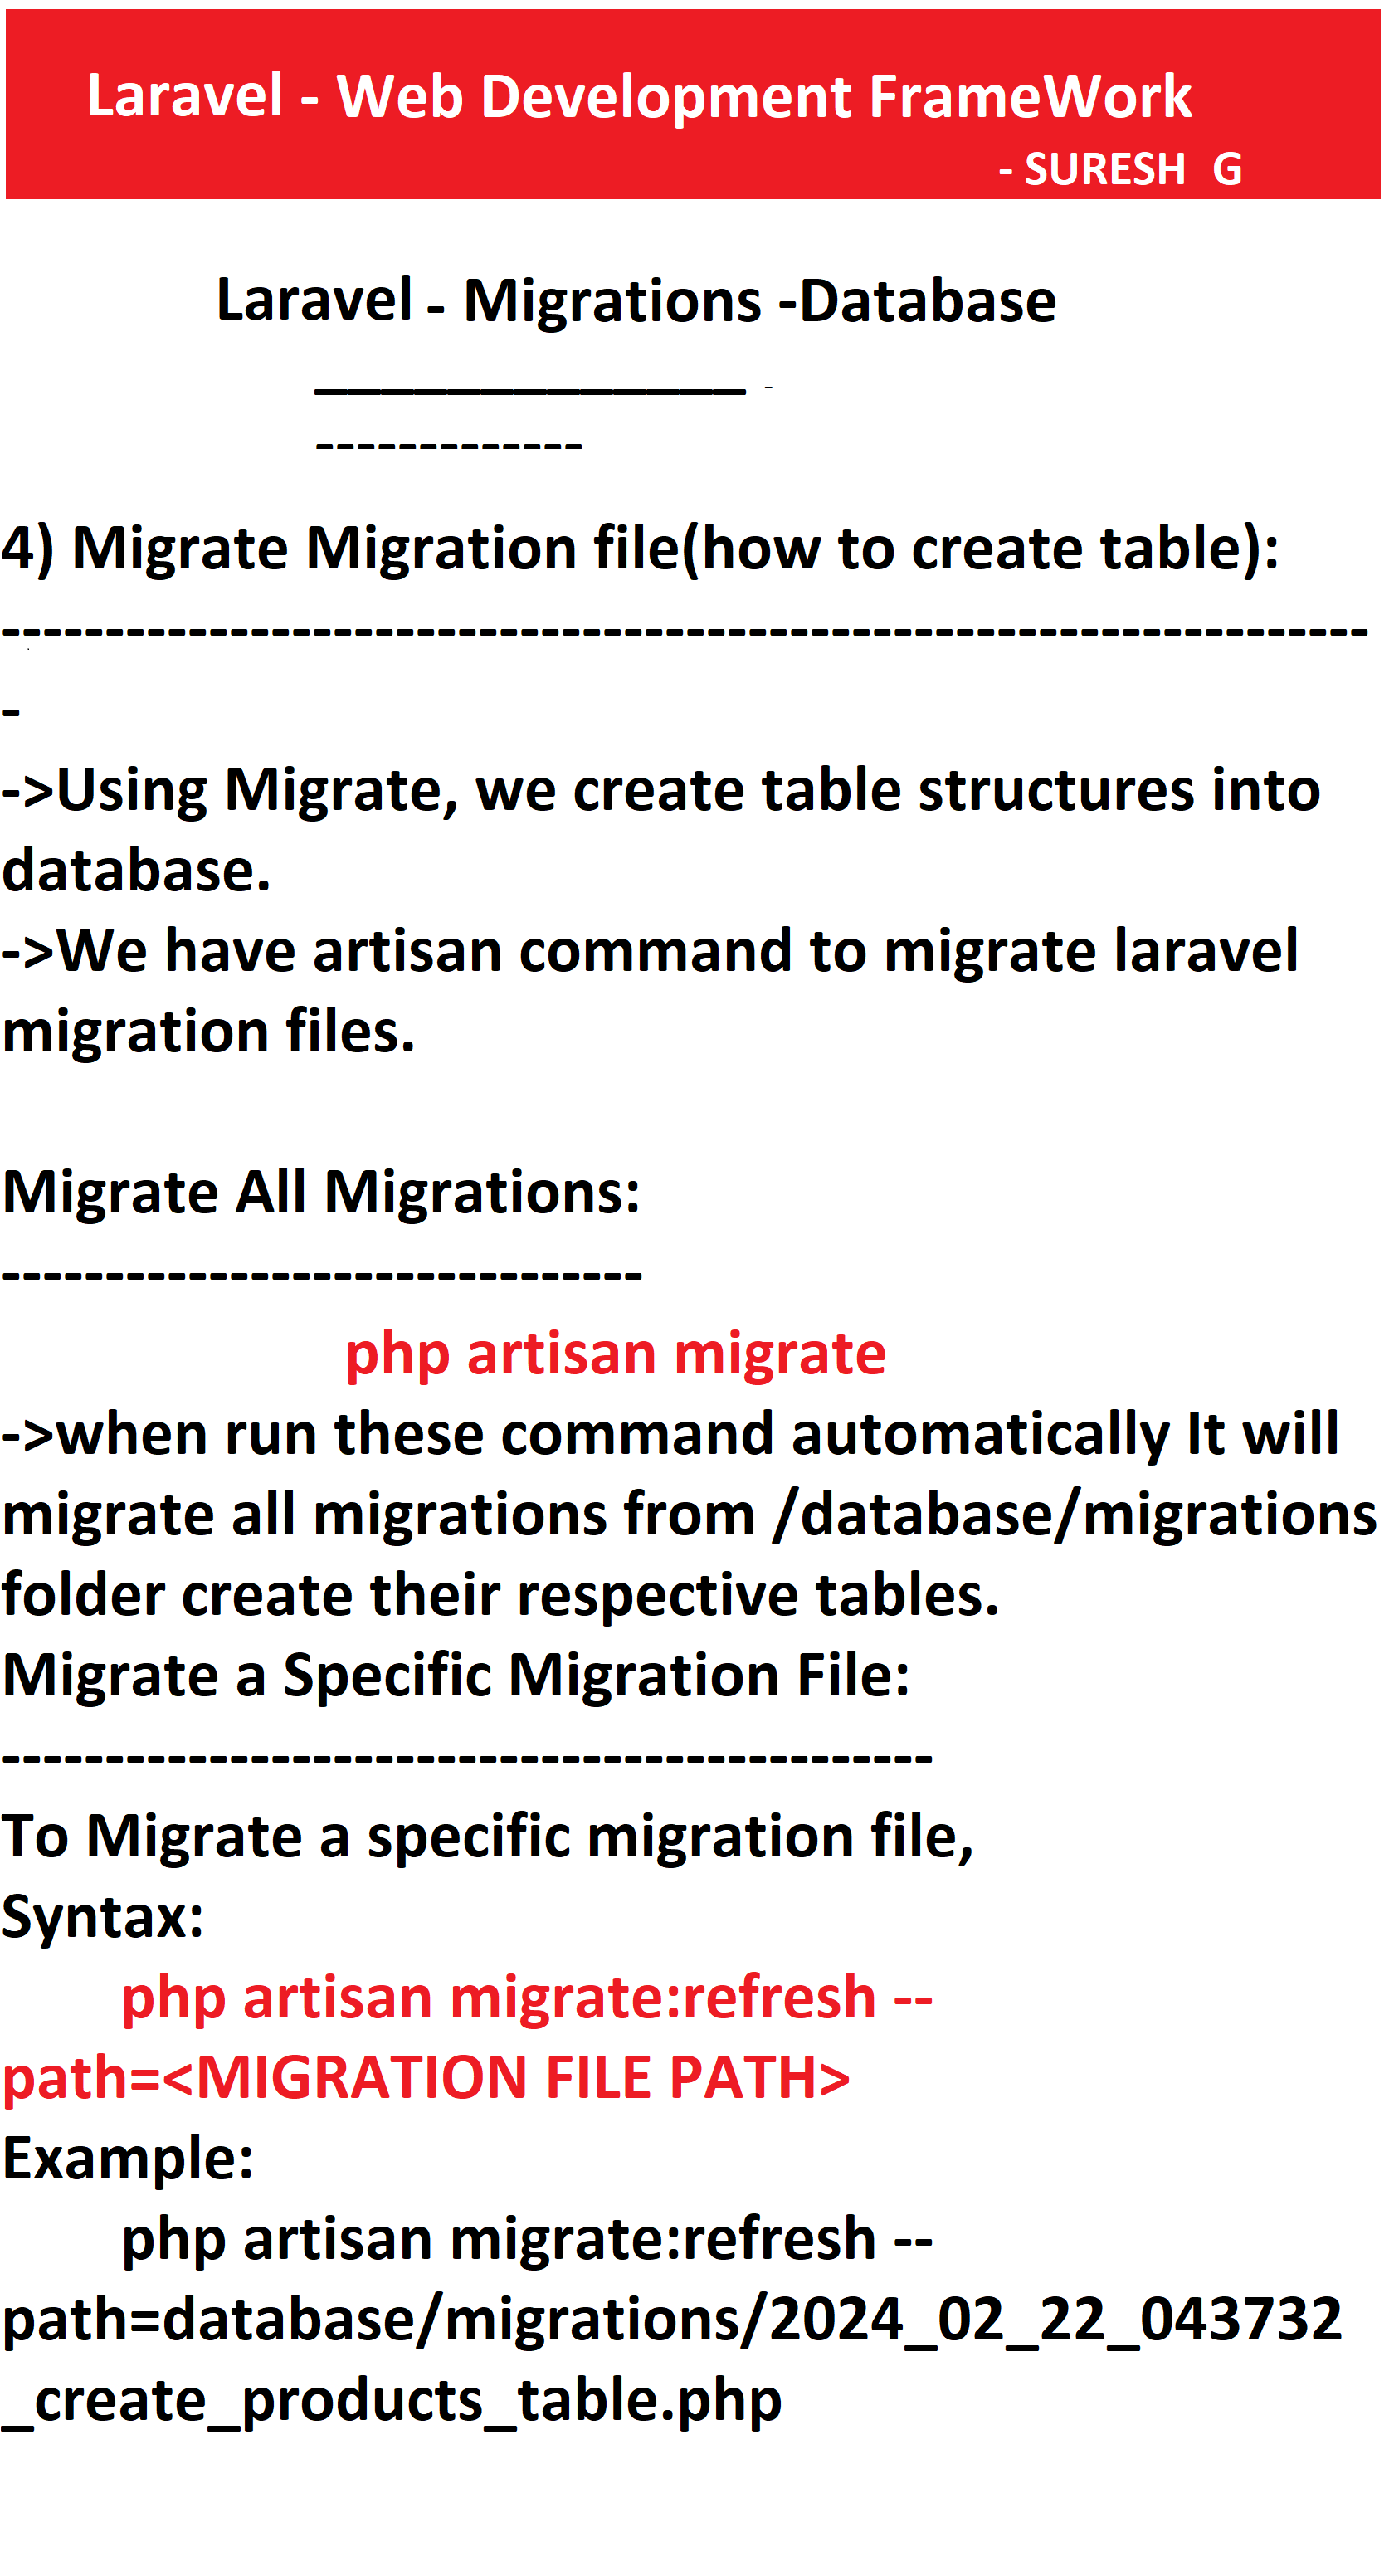 Laravel - Web Development FrameWork
- SURESH  G
Laravel - Migrations -Database
_____________ -
-------------
4) Migrate Migration file(how to create table):
------------------------------------------------------------------
-
->Using Migrate, we create table structures into
database.
->We have artisan command to migrate laravel
migration files.
Migrate All Migrations:
-------------------------------
php artisan migrate
->when run these command automatically It will
migrate all migrations from /database/migrations
folder create their respective tables.
Migrate a Specific Migration File:
---------------------------------------------
To Migrate a specific migration file,
Syntax:
php artisan migrate:refresh --
path=<MIGRATION FILE PATH>
Example:
php artisan migrate:refresh --
path=database/migrations/2024_02_22_043732
_create_products_table.php